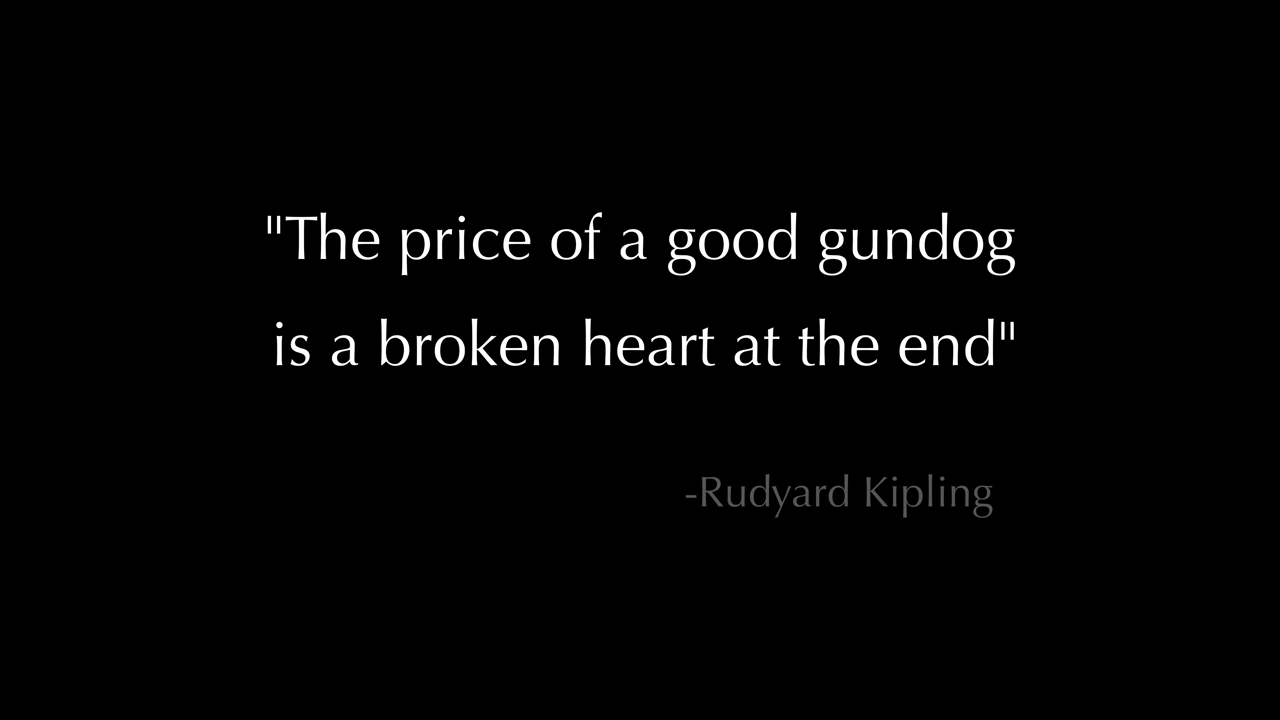 "The price of a good gundog
is a broken heart at the end"
-Rudyard Kipling